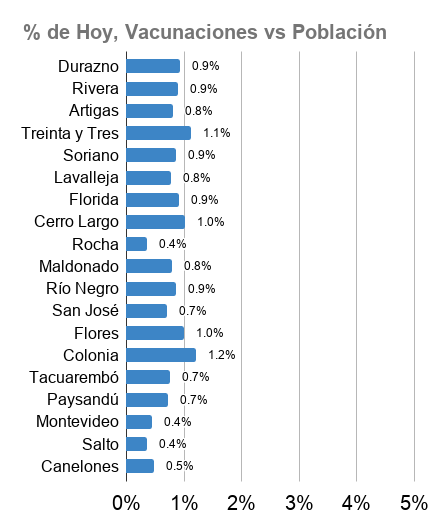 % de Hoy, Vacunaciones vs Población
Durazno 0.9%
Rivera 0.9%
Artigas 0.8%
Treinta y Tres 1.1%
Soriano 0.9%
Lavalleja 0.8%
Florida 0.9%
Cerro Largo 1.0%
Rocha 0.4%
Maldonado 0.8%
Río Negro 0.9%
San José 0.7%
Flores 1.0%
Colonia 1.2%
Tacuarembó 0.7%
Paysandú 0.7%
Montevideo 0.4%
Salto 0.4%
Canelones 0.5%
0% 1% 2% 3% 4% 5%